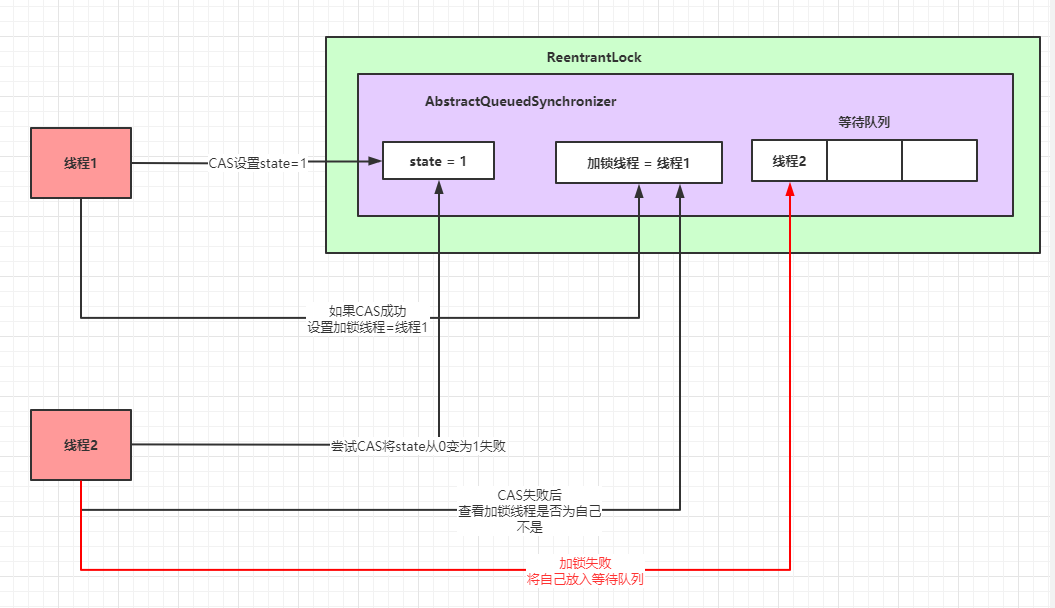 ReentrantLock
AbstractQueuedSynchronizer
等待队列
线程1
CAS设置state=1
state = 1
加锁线程 = 线程1
线程2
如果CAS成功
设置加锁线程=线程1
线程2
尝试CAS将state从0变为1失败
CAS失败后
查看加锁线程是否为自己
不是
加锁失败
将自己放入等待队列